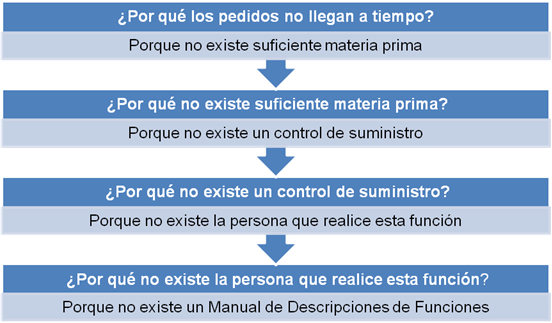 ¿Por qué los pedidos no llegan a tiempo?
Porque no existe suficiente materia prima
¿Por qué no existe suficiente materia prima?
Porque no existe un control de suministro
¿Por qué no existe un control de suministro?
Porque no existe la persona que realice esta función
¿Por qué no existe la persona que realice esta función?
Porque no existe un Manual de Descripciones de Funciones